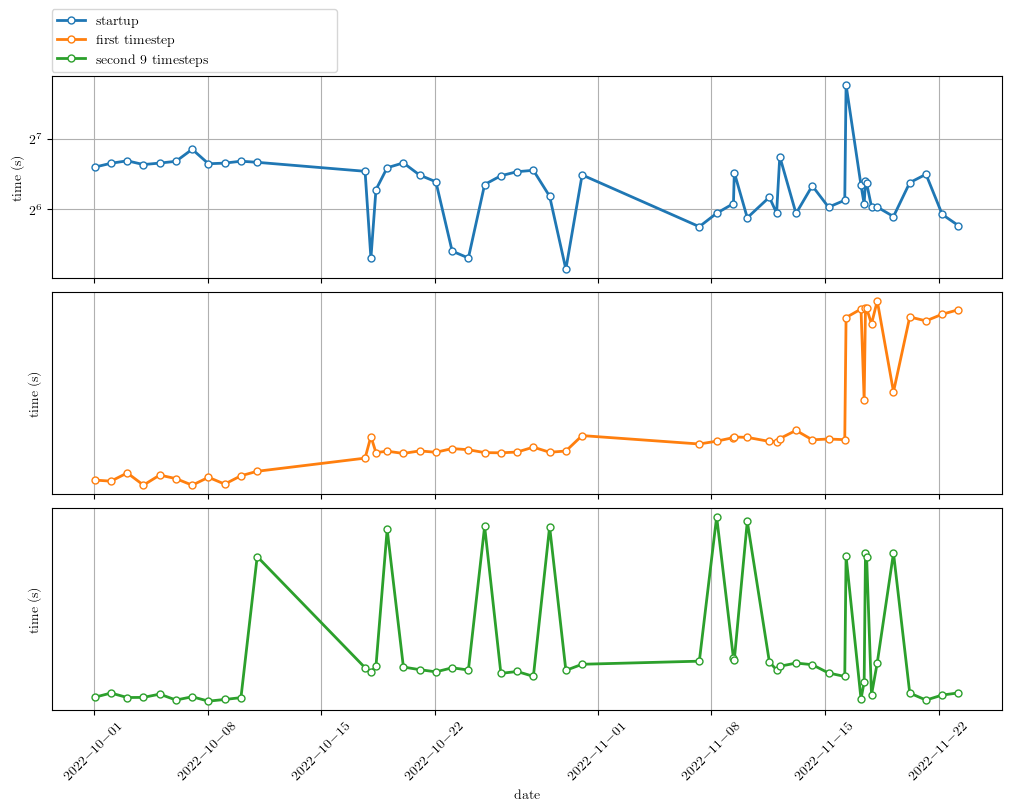 startup
first timestep
second 9 timesteps
2^7
2^6
time (s)
time (s)
time (s)
2022−10−01
2022−10−08
2022−10−15
2022−10−22
2022−11−01
2022−11−08
2022−11−15
2022−11−22
date